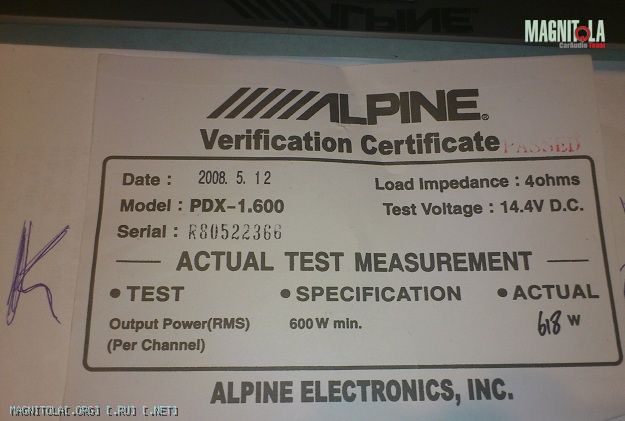 MAGNITOLA
CarAudio Team
ALPINE®
Verification Certificate
PASSED
Date : 2008. 5. 12
Load Impedance : 4ohms
Model : PDX-1.600
Test Voltage : 14.4V D.C.
Serial : R80522366
ACTUAL TEST MEASUREMENT
• TEST • SPECIFICATION • ACTUAL
Output Power(RMS) 600 W min. 618 W
(Per Channel)
K
ALPINE ELECTRONICS, INC.
MAGNITOLA[.ORG] [.RU] [.NET]